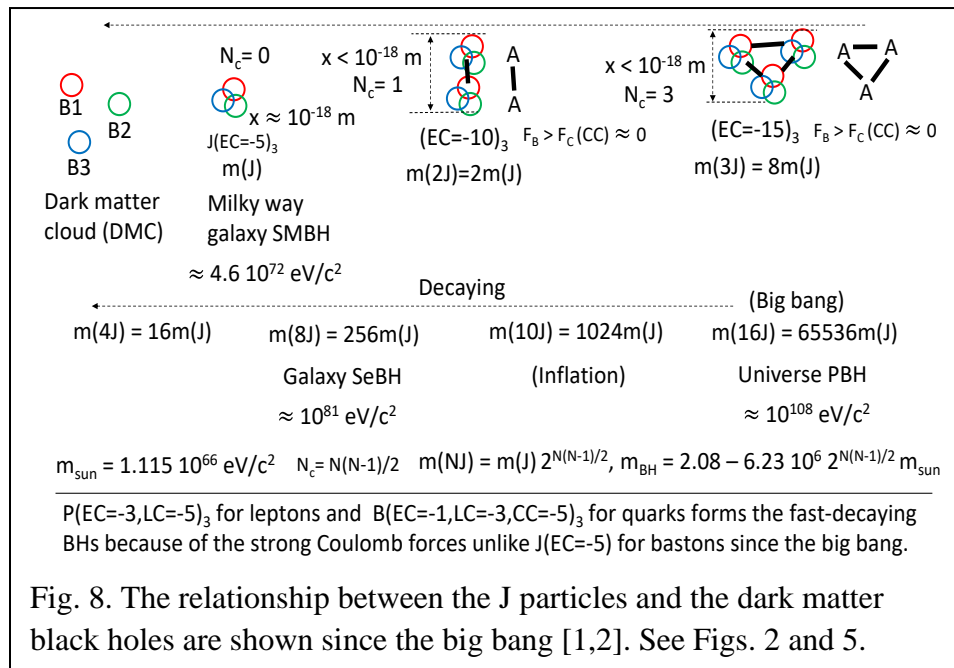 N_c = 0
x < 10^-18 m
N_c = 1
A
A
x < 10^-18 m
N_c = 3
A A
A
B1
B2
B3
x ≈ 10^-18 m
J(EC=-5)_3
m(J)
(EC=-10)_3 F_B > F_C (CC) ≈ 0
m(2J)=2m(J)
(EC=-15)_3 F_B > F_C (CC) ≈ 0
m(3J) = 8m(J)
Dark matter
cloud (DMC)
Milky way
galaxy SMBH
≈ 4.6 10^72 eV/c^2
Decaying
(Big bang)
m(4J) = 16m(J) m(8J) = 256m(J) m(10J) = 1024m(J) m(16J) = 65536m(J)
Galaxy SeBH (Inflation) Universe PBH
≈ 10^81 eV/c^2 ≈ 10^108 eV/c^2
m_sun = 1.115 10^66 eV/c^2 N_c = N(N-1)/2 m(NJ) = m(J) 2^N(N-1)/2, m_BH = 2.08 – 6.23 10^6 2^N(N-1)/2 m_sun
P(EC=-3,LC=-5)_3 for leptons and B(EC=-1,LC=-3,CC=-5)_3 for quarks forms the fast-decaying
BHs because of the strong Coulomb forces unlike J(EC=-5) for bastons since the big bang.
Fig. 8. The relationship between the J particles and the dark matter
black holes are shown since the big bang [1,2]. See Figs. 2 and 5.